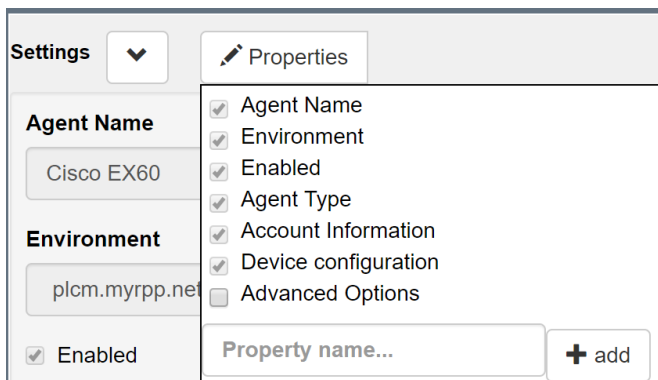 Settings
Properties
Agent Name
Cisco EX60
Environment
plcm.myrpp.net
Enabled
Agent Name
Environment
Enabled
Agent Type
Account Information
Device configuration
Advanced Options
Property name...
add